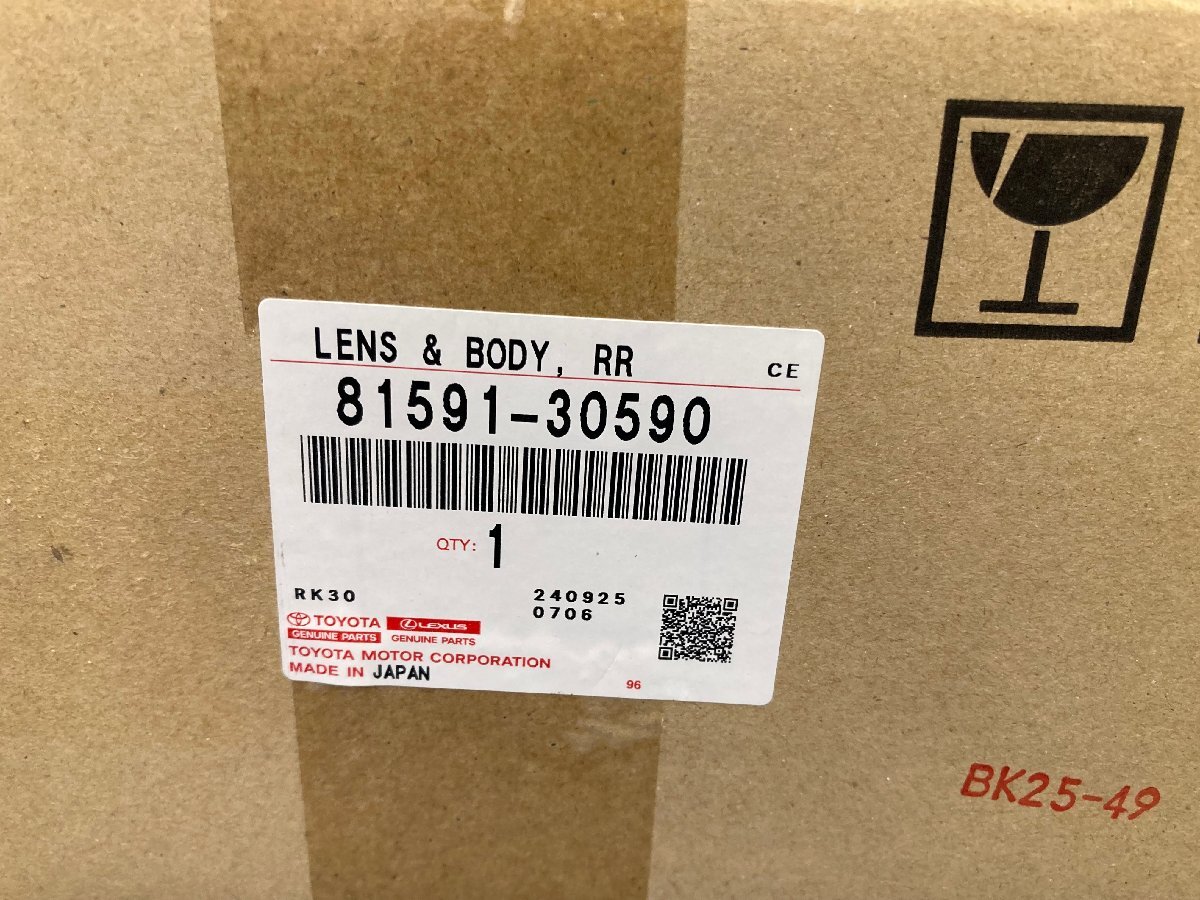 LENS & BODY, RR
CE
81591-30590
QTY: 1
RK30
240925
0706
TOYOTA
GENUINE PARTS
LEXUS
GENUINE PARTS
TOYOTA MOTOR CORPORATION
MADE IN JAPAN
96
BK25-49